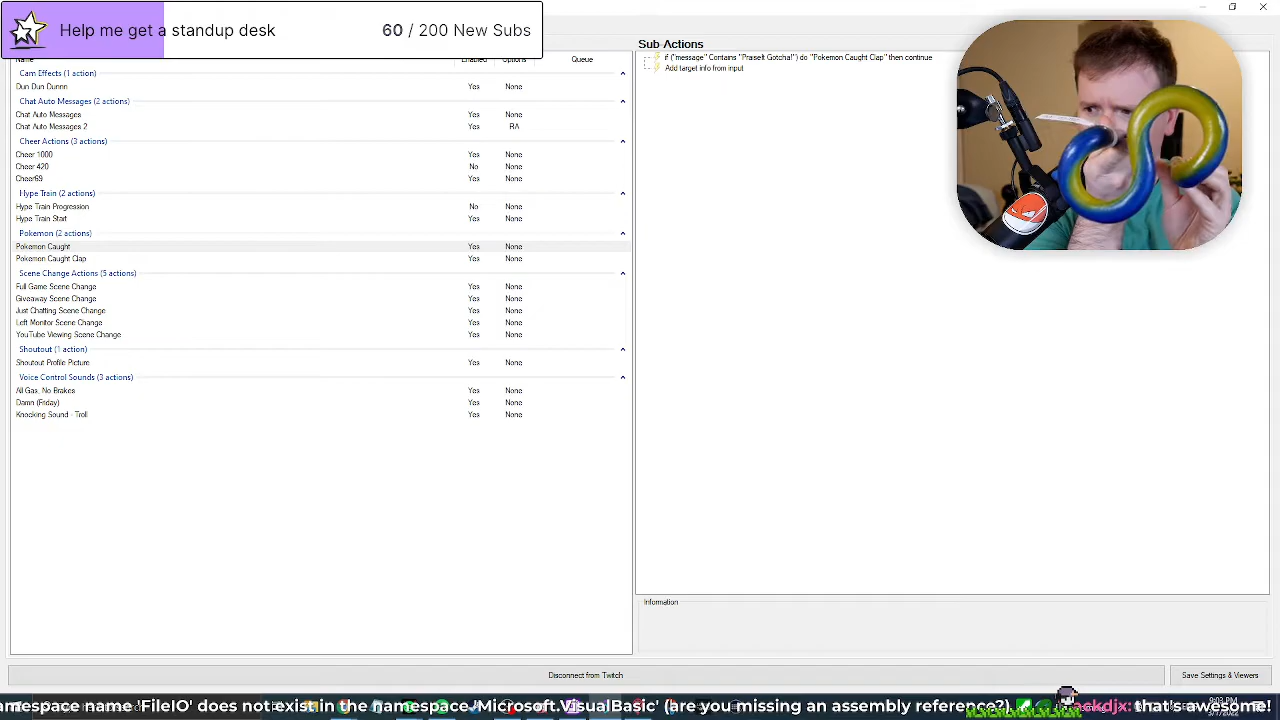 Help me get a standup desk 60 / 200 New Subs
Sub-Actions
Name Enabled Options Queue
Cam Effects (1 action)
Dun Dun Dunnn Yes None
Chat Auto Messages (2 actions)
Chat Auto Messages Yes None
Chat Auto Messages 2 Yes RA
Cheer Actions (3 actions)
Cheer 1000 Yes None
Cheer 420 No None
Cheer69 Yes None
Hype Train (2 actions)
Hype Train Progression No None
Hype Train Start Yes None
Pokemon (2 actions)
Pokemon Caught Yes None
Pokemon Caught Clap Yes None
Scene Change Actions (5 actions)
Full Game Scene Change Yes None
Giveaway Scene Change Yes None
Just Chatting Scene Change Yes None
Left Monitor Scene Change Yes None
YouTube Viewing Scene Change Yes None
Shoutout (1 action)
Shoutout Profile Picture Yes None
Voice Control Sounds (3 actions)
All Gas, No Brakes Yes None
Damn (Friday) Yes None
Knocking Sound - Troll Yes None
if ("message" Contains "PraiseIt Gotcha!") do "Pokemon Caught Clap" then continue
Add target info from input
Information
Disconnect from Twitch Save Settings & Viewers
amespace name 'FileIO' does not exist in the namespace 'Microsoft.VisualBasic' (are you missing an assembly reference?) ackdjx: that's awesome